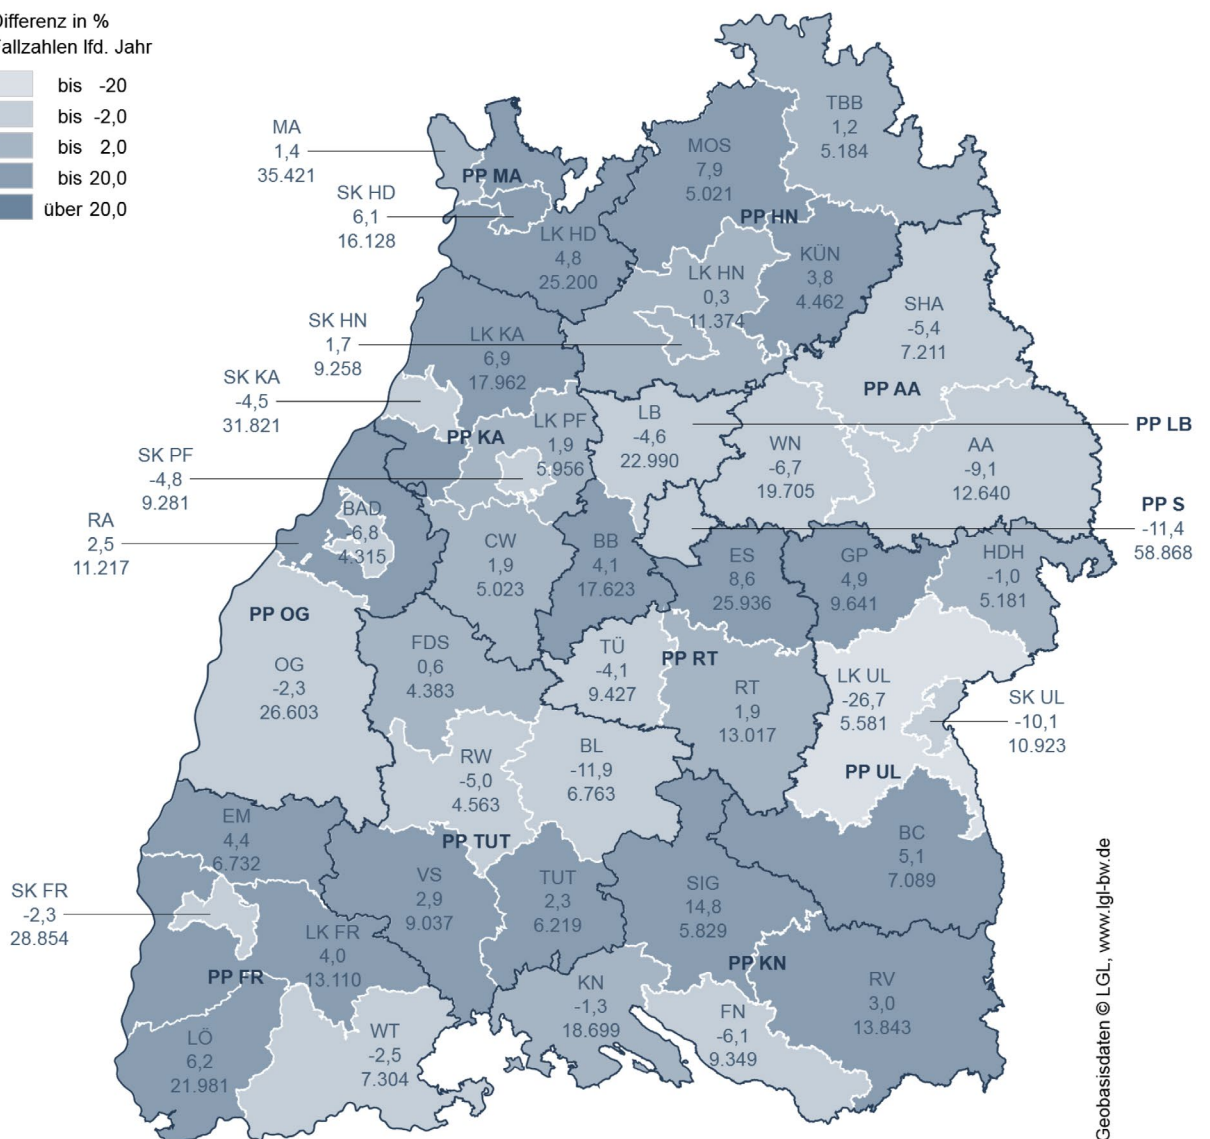 Differenz in %
Fallzahlen lfd. Jahr
bis -20
bis -2,0
bis 2,0
bis 20,0
über 20,0
TBB
1,2
5.184
MA
1,4
35.421
MOS
7,9
5.021
PP MA
SK HD
6,1
16.128
PP HN
LK HD
4,8
25.200
KÜN
3,8
4.462
LK HN
0,3
11.374
SHA
-5,4
7.211
SK HN
1,7
9.258
LK KA
6,9
17.962
SK KA
-4,5
31.821
PP AA
LB
-4,6
22.990
PP LB
LK PF
1,9
5.956
PP KA
WN
-6,7
19.705
AA
-9,1
12.640
SK PF
-4,8
9.281
PP S
-11,4
58.868
BAD
-6,8
4.315
RA
2,5
11.217
CW
1,9
5.023
BB
4,1
17.623
ES
8,6
25.936
GP
4,9
9.641
HDH
-1,0
5.181
PP OG
FDS
0,6
4.383
TÜ
-4,1
9.427
PP RT
OG
-2,3
26.603
RT
1,9
13.017
LK UL
-26,7
5.581
SK UL
-10,1
10.923
RW
-5,0
4.563
BL
-11,9
6.763
PP UL
EM
4,4
6.732
PP TUT
BC
5,1
7.089
VS
2,9
9.037
TUT
2,3
6.219
SIG
14,8
5.829
SK FR
-2,3
28.854
LK FR
4,0
13.110
PP FR
PP KN
KN
-1,3
18.699
RV
3,0
13.843
FN
-6,1
9.349
LÖ
6,2
21.981
WT
-2,5
7.304
Geobasisdaten © LGL, www.lgl-bw.de